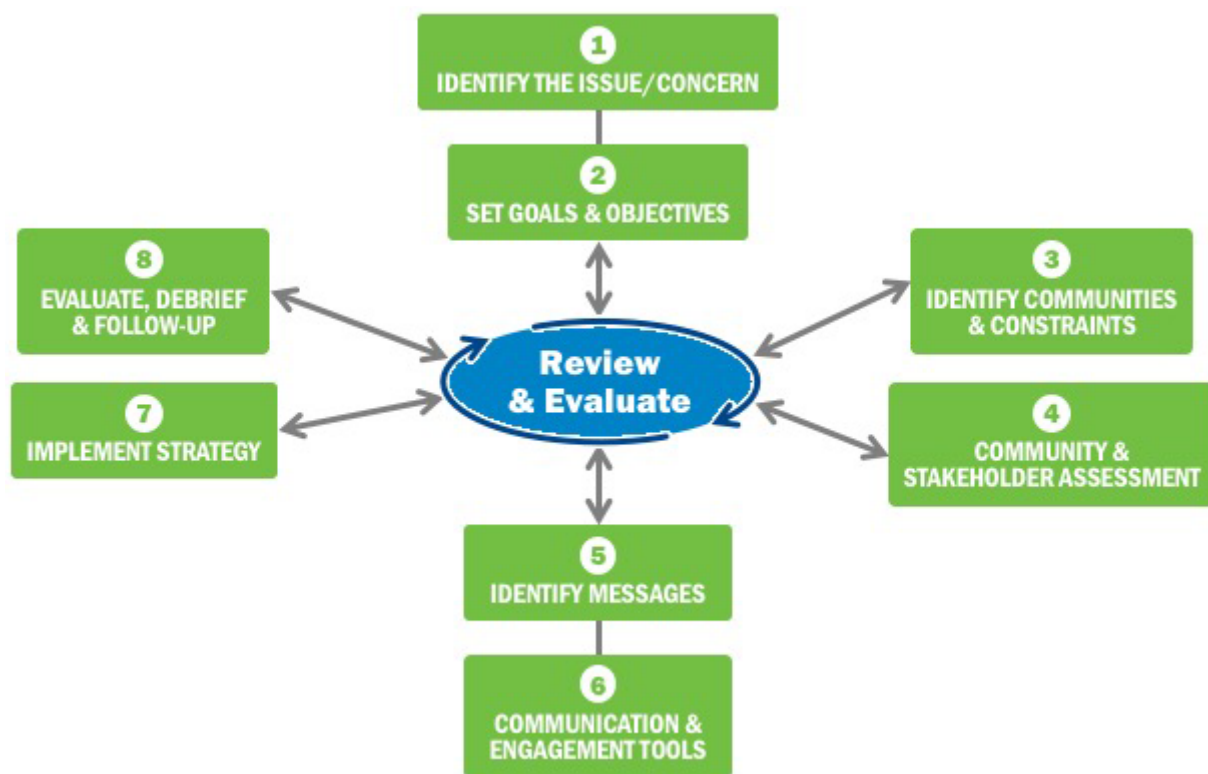 1
IDENTIFY THE ISSUE/CONCERN
2
SET GOALS & OBJECTIVES
3
IDENTIFY COMMUNITIES
& CONSTRAINTS
4
COMMUNITY &
STAKEHOLDER ASSESSMENT
5
IDENTIFY MESSAGES
6
COMMUNICATION &
ENGAGEMENT TOOLS
7
IMPLEMENT STRATEGY
8
EVALUATE, DEBRIEF
& FOLLOW-UP
Review
& Evaluate